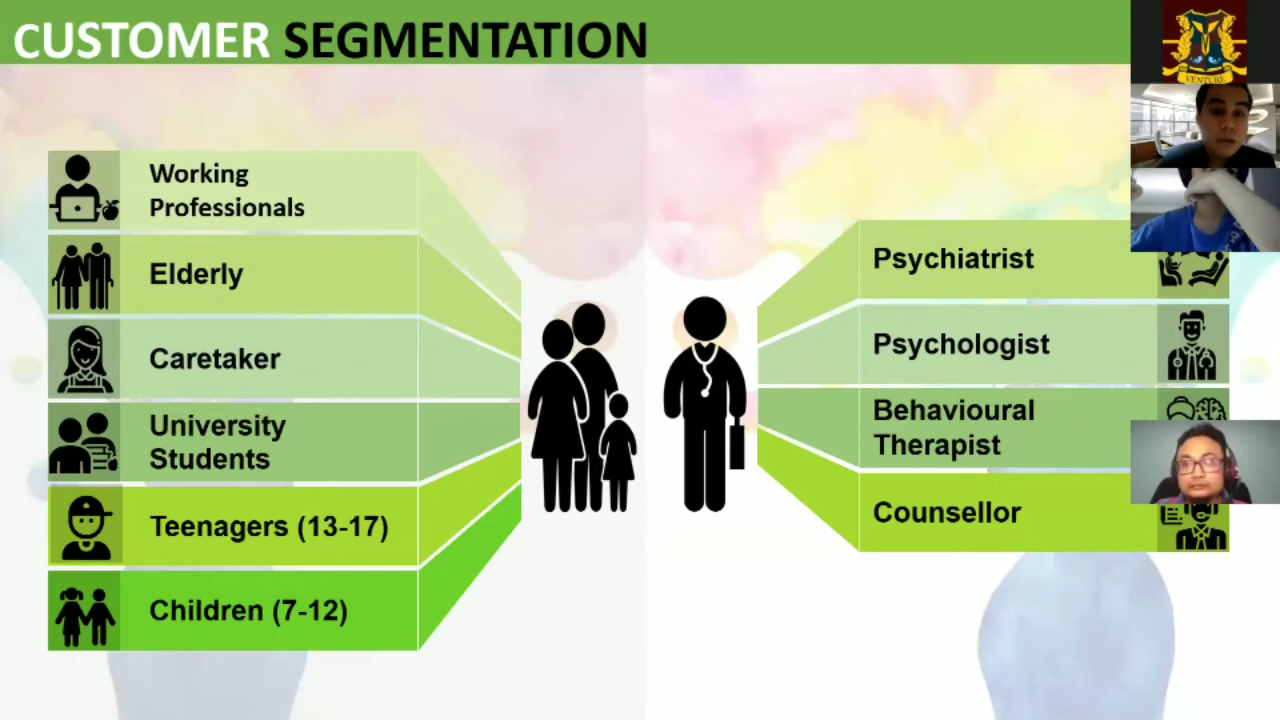 CUSTOMER SEGMENTATION
Working
Professionals
Elderly
Caretaker
University
Students
Teenagers (13-17)
Children (7-12)
Psychiatrist
Psychologist
Behavioural
Therapist
Counsellor
VENTURE